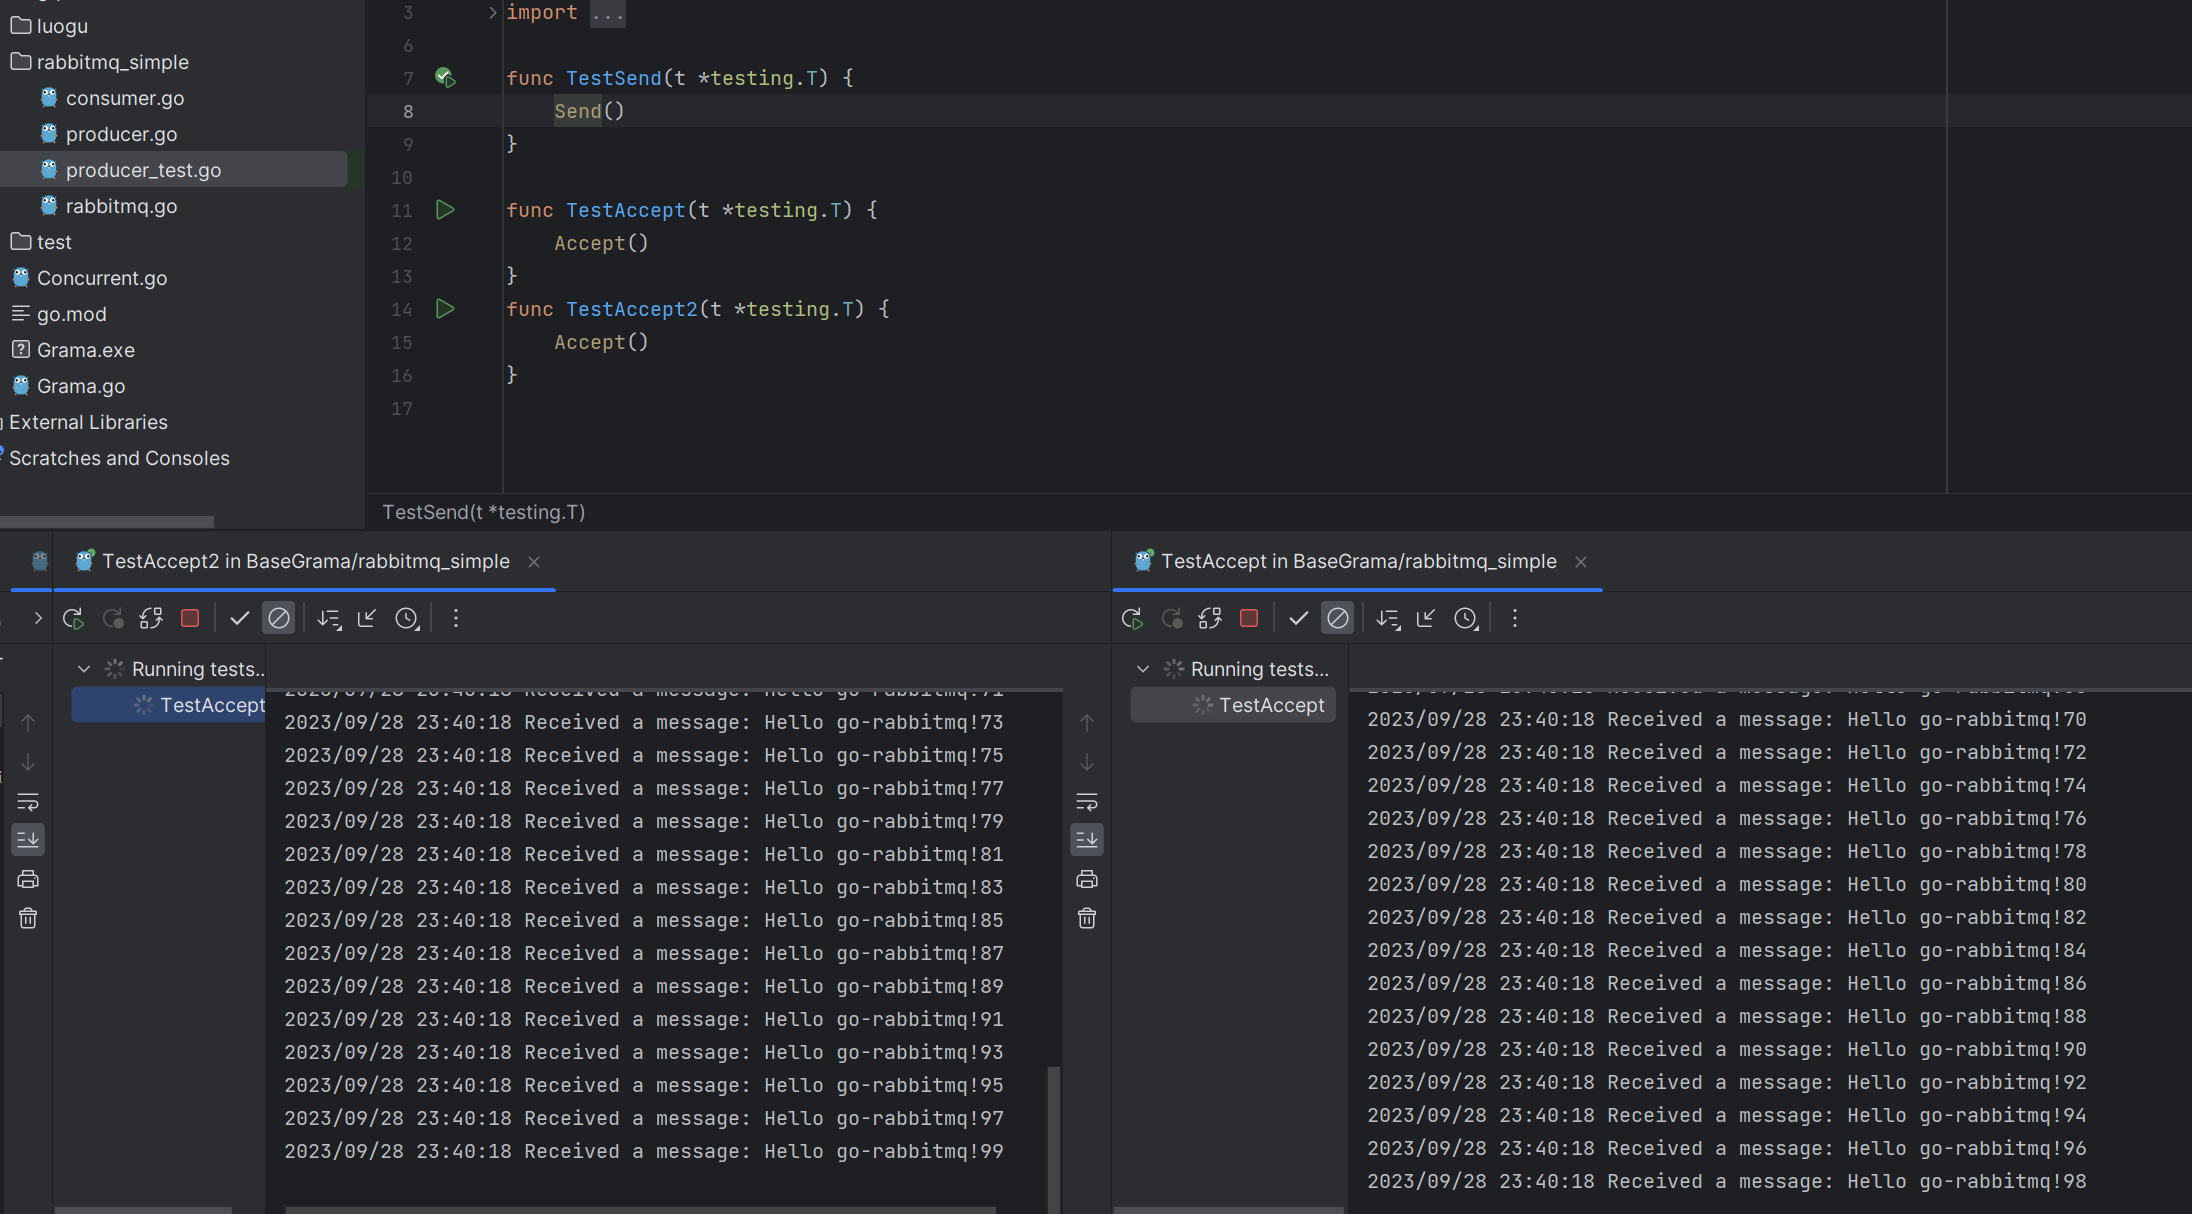 luogu
rabbitmq_simple
consumer.go
producer.go
producer_test.go
rabbitmq.go
test
Concurrent.go
go.mod
Grama.exe
Grama.go
External Libraries
Scratches and Consoles
3 import ...
6
7 func TestSend(t *testing.T) {
8 Send()
9 }
10
11 func TestAccept(t *testing.T) {
12 Accept()
13 }
14 func TestAccept2(t *testing.T) {
15 Accept()
16 }
17
TestSend(t *testing.T)
TestAccept2 in BaseGrama/rabbitmq_simple
Running tests..
TestAccept
2023/09/28 23:40:18 Received a message: Hello go-rabbitmq!71
2023/09/28 23:40:18 Received a message: Hello go-rabbitmq!73
2023/09/28 23:40:18 Received a message: Hello go-rabbitmq!75
2023/09/28 23:40:18 Received a message: Hello go-rabbitmq!77
2023/09/28 23:40:18 Received a message: Hello go-rabbitmq!79
2023/09/28 23:40:18 Received a message: Hello go-rabbitmq!81
2023/09/28 23:40:18 Received a message: Hello go-rabbitmq!83
2023/09/28 23:40:18 Received a message: Hello go-rabbitmq!85
2023/09/28 23:40:18 Received a message: Hello go-rabbitmq!87
2023/09/28 23:40:18 Received a message: Hello go-rabbitmq!89
2023/09/28 23:40:18 Received a message: Hello go-rabbitmq!91
2023/09/28 23:40:18 Received a message: Hello go-rabbitmq!93
2023/09/28 23:40:18 Received a message: Hello go-rabbitmq!95
2023/09/28 23:40:18 Received a message: Hello go-rabbitmq!97
2023/09/28 23:40:18 Received a message: Hello go-rabbitmq!99
TestAccept in BaseGrama/rabbitmq_simple
Running tests...
TestAccept
2023/09/28 23:40:18 Received a message: Hello go-rabbitmq!70
2023/09/28 23:40:18 Received a message: Hello go-rabbitmq!72
2023/09/28 23:40:18 Received a message: Hello go-rabbitmq!74
2023/09/28 23:40:18 Received a message: Hello go-rabbitmq!76
2023/09/28 23:40:18 Received a message: Hello go-rabbitmq!78
2023/09/28 23:40:18 Received a message: Hello go-rabbitmq!80
2023/09/28 23:40:18 Received a message: Hello go-rabbitmq!82
2023/09/28 23:40:18 Received a message: Hello go-rabbitmq!84
2023/09/28 23:40:18 Received a message: Hello go-rabbitmq!86
2023/09/28 23:40:18 Received a message: Hello go-rabbitmq!88
2023/09/28 23:40:18 Received a message: Hello go-rabbitmq!90
2023/09/28 23:40:18 Received a message: Hello go-rabbitmq!92
2023/09/28 23:40:18 Received a message: Hello go-rabbitmq!94
2023/09/28 23:40:18 Received a message: Hello go-rabbitmq!96
2023/09/28 23:40:18 Received a message: Hello go-rabbitmq!98